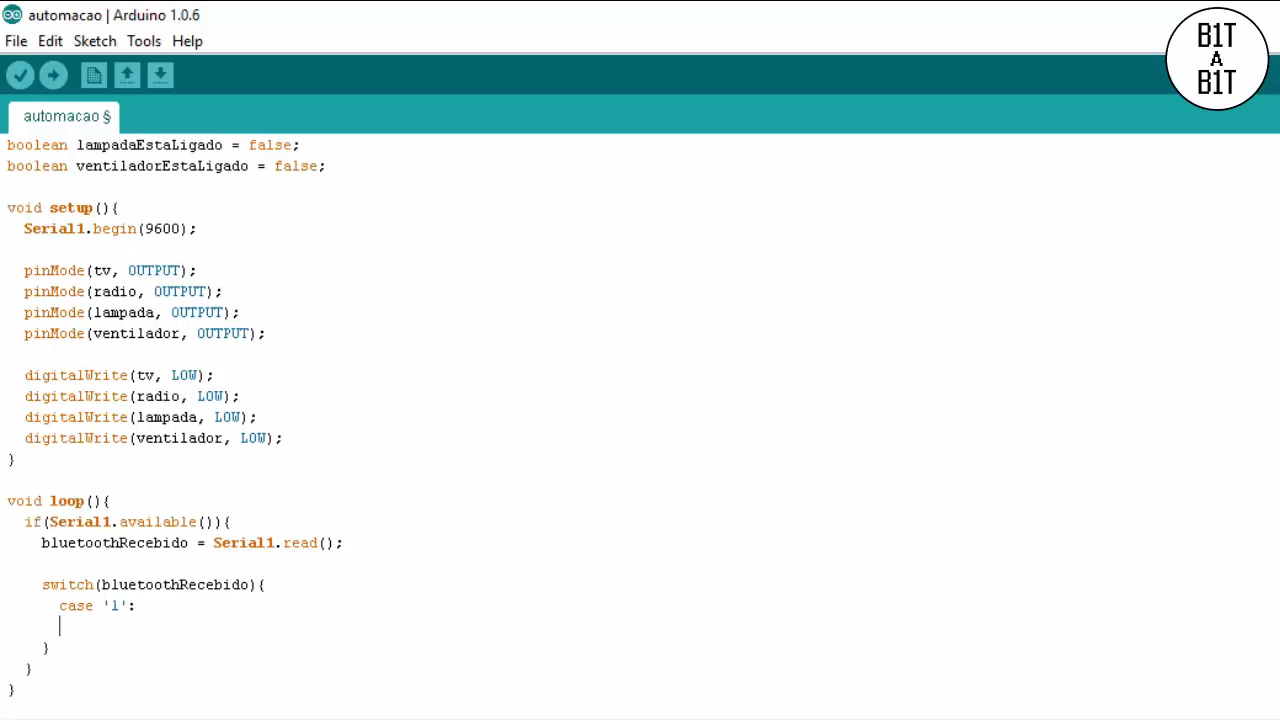 automacao | Arduino 1.0.6
File Edit Sketch Tools Help
B1T
A
B1T
automacao §
boolean lampadaEstaLigado = false;
boolean ventiladorEstaLigado = false;
void setup(){
Serial1.begin(9600);
pinMode(tv, OUTPUT);
pinMode(radio, OUTPUT);
pinMode(lampada, OUTPUT);
pinMode(ventilador, OUTPUT);
digitalWrite(tv, LOW);
digitalWrite(radio, LOW);
digitalWrite(lampada, LOW);
digitalWrite(ventilador, LOW);
}
void loop(){
if(Serial1.available()){
bluetoothRecebido = Serial1.read();
switch(bluetoothRecebido){
case '1':
}
}
}